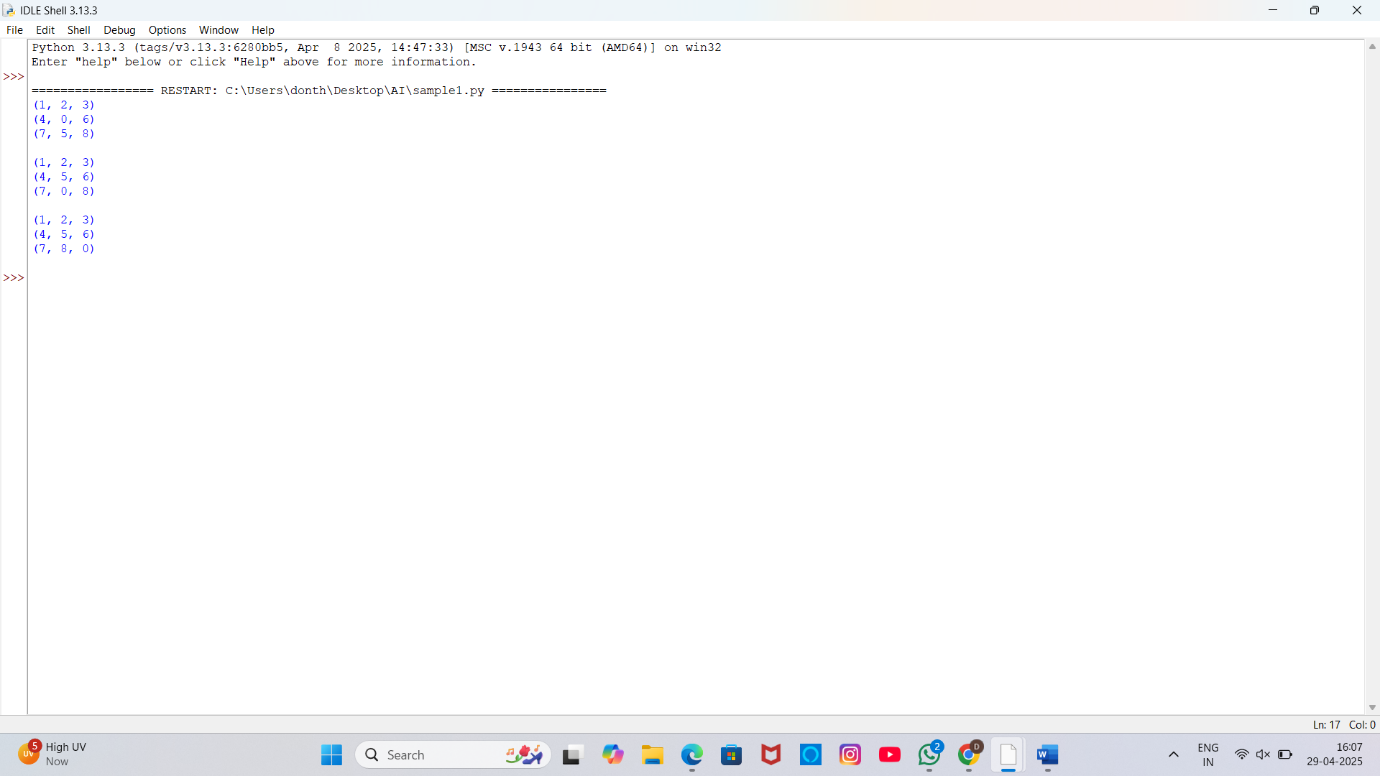 IDLE Shell 3.13.3
File Edit Shell Debug Options Window Help
Python 3.13.3 (tags/v3.13.3:6280bb5, Apr  8 2025, 14:47:33) [MSC v.1943 64 bit (AMD64)] on win32
Enter "help" below or click "Help" above for more information.
>>>
================= RESTART: C:\Users\donth\Desktop\AI\sample1.py ================
(1, 2, 3)
(4, 0, 6)
(7, 5, 8)
(1, 2, 3)
(4, 5, 6)
(7, 0, 8)
(1, 2, 3)
(4, 5, 6)
(7, 8, 0)
>>>
Ln: 17 Col: 0
UV
5
High UV
Now
Search
2
D
W
ENG
IN
16:07
29-04-2025